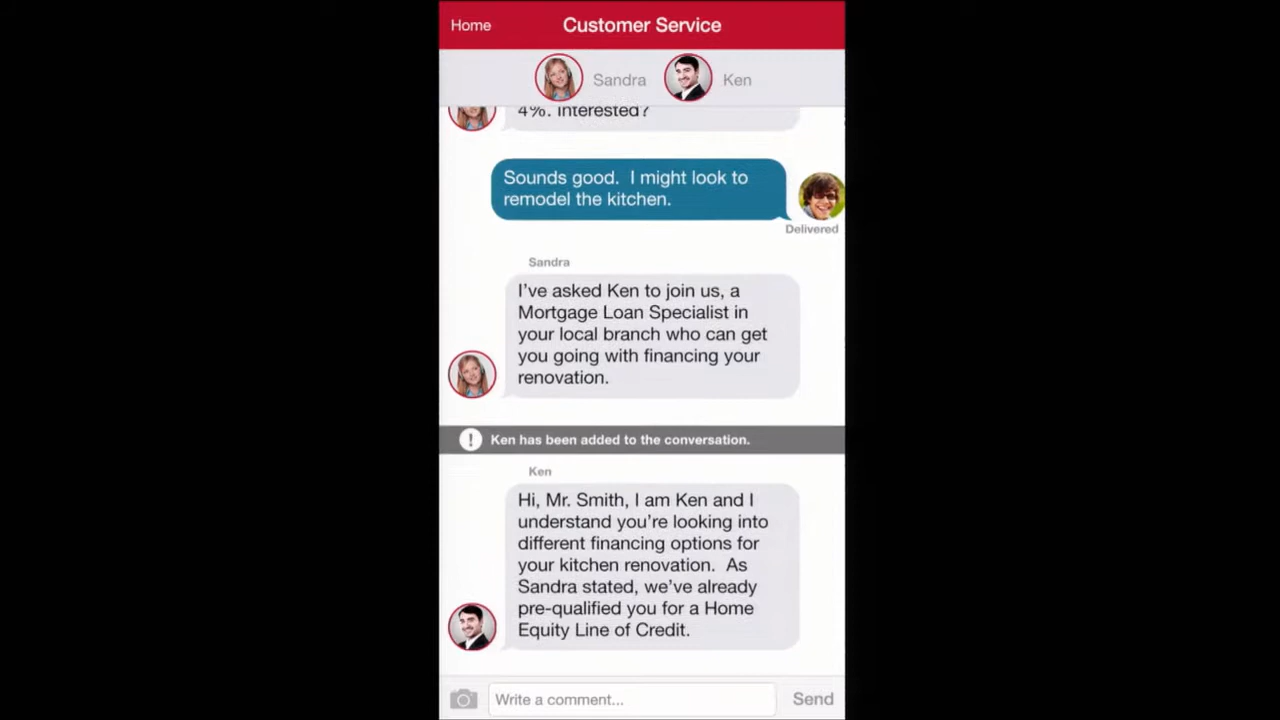 Home
Customer Service
Sandra
Ken
4%. Interested?
Sounds good.  I might look to
remodel the kitchen.
Delivered
Sandra
I’ve asked Ken to join us, a
Mortgage Loan Specialist in
your local branch who can get
you going with financing your
renovation.
! Ken has been added to the conversation.
Ken
Hi, Mr. Smith, I am Ken and I
understand you’re looking into
different financing options for
your kitchen renovation.  As
Sandra stated, we’ve already
pre-qualified you for a Home
Equity Line of Credit.
Write a comment...
Send